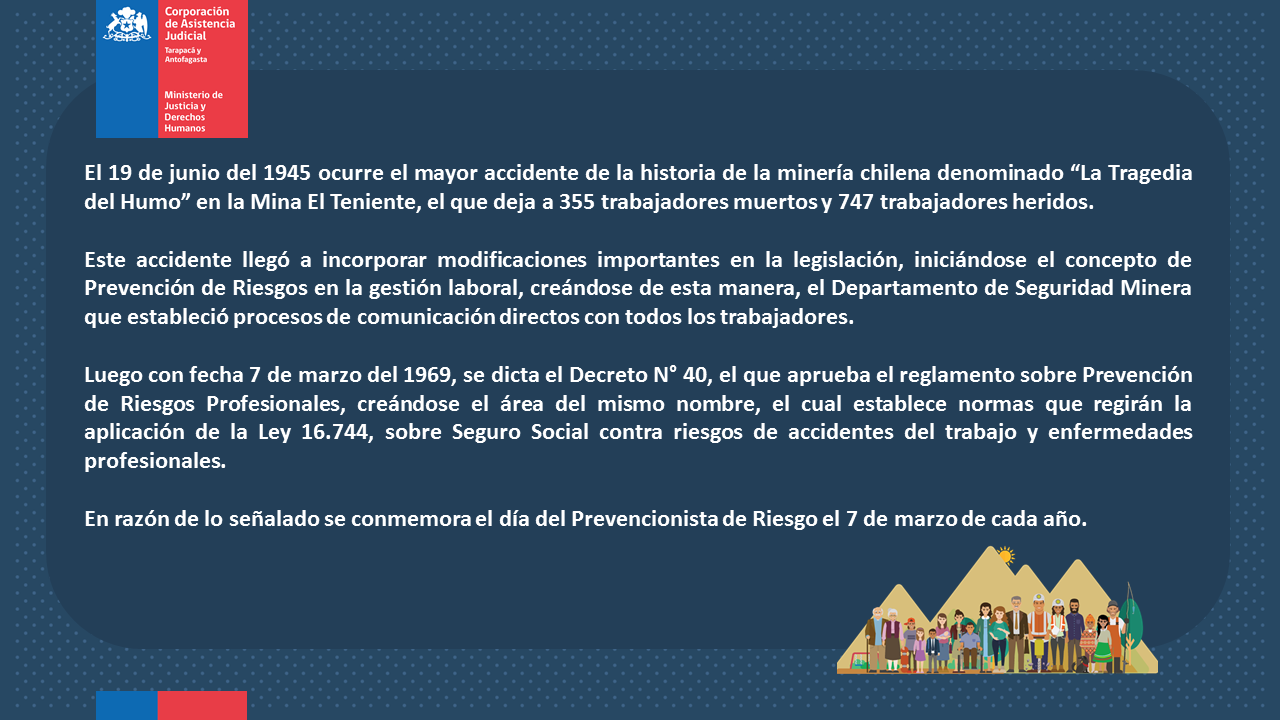 Corporación
de Asistencia
Judicial
Tarapacá y
Antofagasta
Ministerio de
Justicia y
Derechos
Humanos
El 19 de junio del 1945 ocurre el mayor accidente de la historia de la minería chilena denominado “La Tragedia
del Humo” en la Mina El Teniente, el que deja a 355 trabajadores muertos y 747 trabajadores heridos.
Este accidente llegó a incorporar modificaciones importantes en la legislación, iniciándose el concepto de
Prevención de Riesgos en la gestión laboral, creándose de esta manera, el Departamento de Seguridad Minera
que estableció procesos de comunicación directos con todos los trabajadores.
Luego con fecha 7 de marzo del 1969, se dicta el Decreto N° 40, el que aprueba el reglamento sobre Prevención
de Riesgos Profesionales, creándose el área del mismo nombre, el cual establece normas que regirán la
aplicación de la Ley 16.744, sobre Seguro Social contra riesgos de accidentes del trabajo y enfermedades
profesionales.
En razón de lo señalado se conmemora el día del Prevencionista de Riesgo el 7 de marzo de cada año.